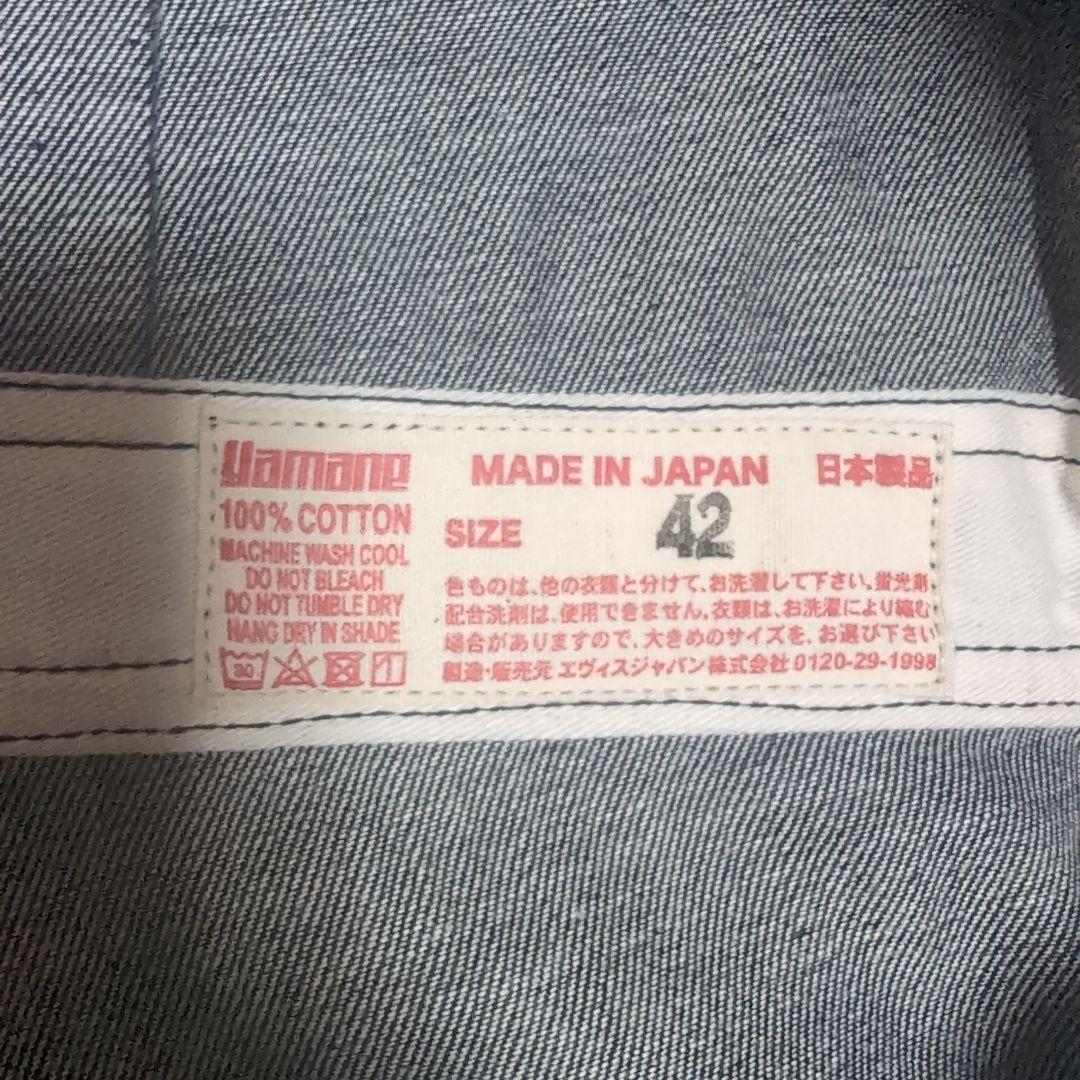 Yamane
MADE IN JAPAN 日本製品
100% COTTON
MACHINE WASH COOL
DO NOT BLEACH
DO NOT TUMBLE DRY
HANG DRY IN SHADE
30
SIZE 42
色ものは、他の衣類と分けて、お洗濯して下さい。蛍光剤
配合洗剤は、使用できません。衣類は、お洗濯により縮む
場合がありますので、大きめのサイズを、お選び下さい
製造・販売元 エヴィスジャパン株式会社 0120-29-1998